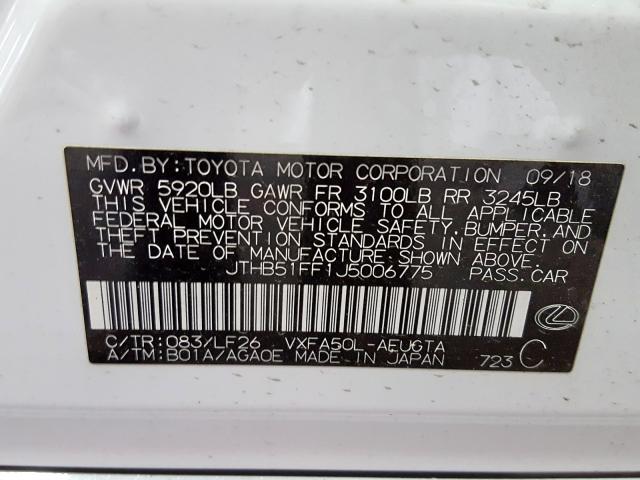 MFD. BY: TOYOTA MOTOR CORPORATION 09/18
GVWR 5920LB GAWR FR 3100LB RR 3245LB
THIS VEHICLE CONFORMS TO ALL APPLICABLE
FEDERAL MOTOR VEHICLE SAFETY, BUMPER, AND
THEFT PREVENTION STANDARDS IN EFFECT ON
THE DATE OF MANUFACTURE SHOWN ABOVE.
JTHB51FF1J5006775 PASS. CAR
C/TR: 083/LF26 VXFA50L-AEUGTA
A/TM: B01A/AGA0E MADE IN JAPAN 723 C